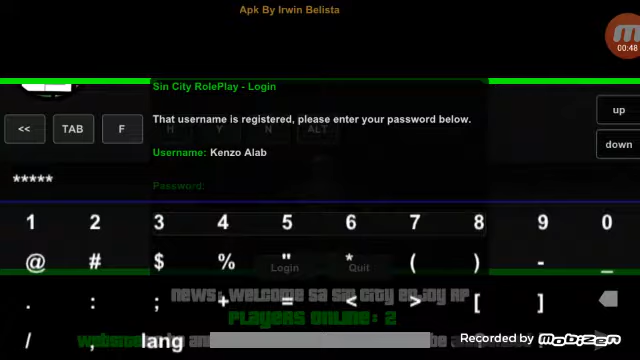 Apk By Irwin Belista
00:48
Sin City RolePlay - Login
up
That username is registered, please enter your password below.
<< TAB F H Y N ALT
down
Username: Kenzo Alab
*****
Password:
1 2 3 4 5 6 7 8 9 0
@ # $ % " * ( ) - _
Login Quit
. : ; + = < > [ ]
news: welcome sa sin city enjoy rp
players online: 2
/ , lang
website
Recorded by Mobizen